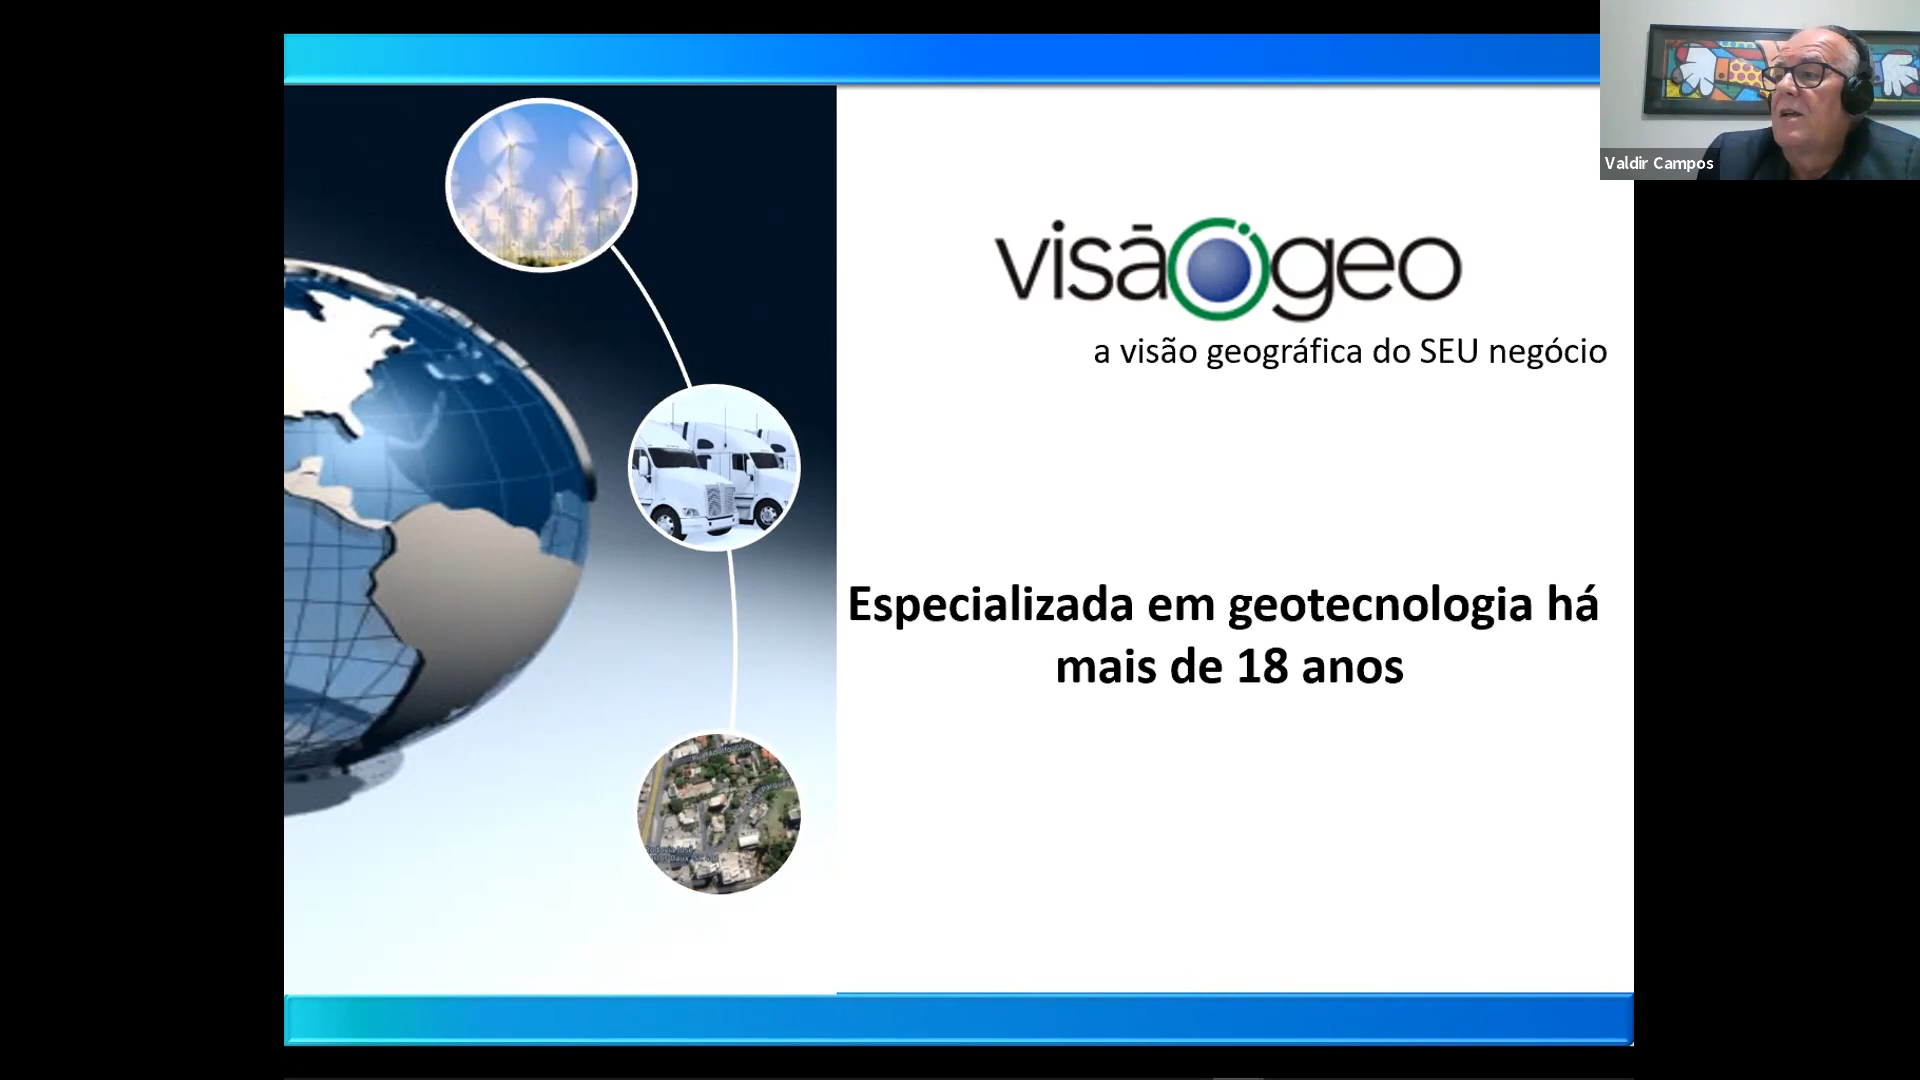 Valdir Campos
visãogeo
a visão geográfica do SEU negócio
Especializada em geotecnologia há
mais de 18 anos